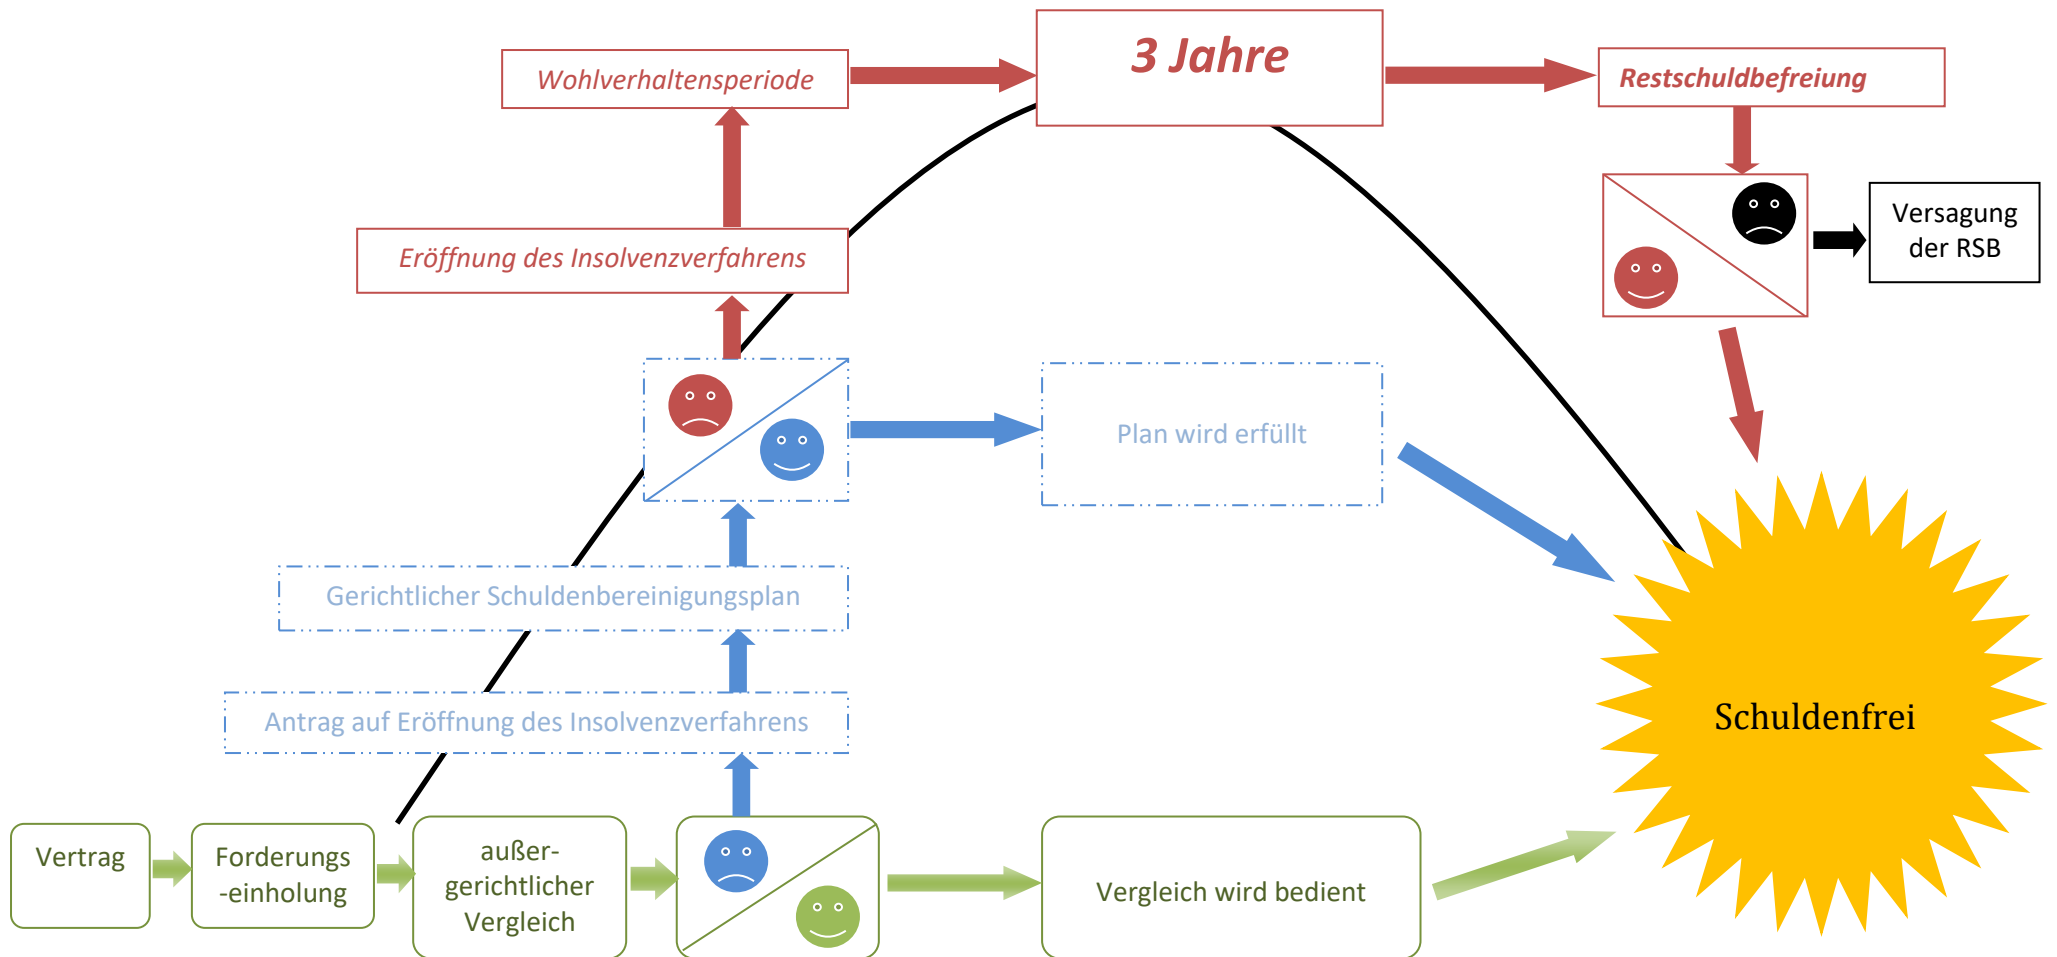 3 Jahre
Wohlverhaltensperiode
Restschuldbefreiung
Versagung
der RSB
Eröffnung des Insolvenzverfahrens
Plan wird erfüllt
Gerichtlicher Schuldenbereinigungsplan
Antrag auf Eröffnung des Insolvenzverfahrens
Schuldenfrei
Vertrag
Forderungs
-einholung
außer-
gerichtlicher
Vergleich
Vergleich wird bedient